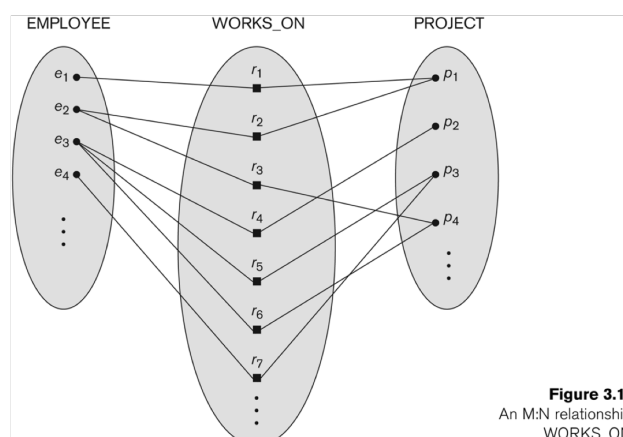 EMPLOYEE WORKS_ON PROJECT
e1 r1 p1
e2 r2 p2
e3 r3 p3
e4 r4 p4
r5
r6
r7
Figure 3.1
An M:N relationshi
WORKS_ON